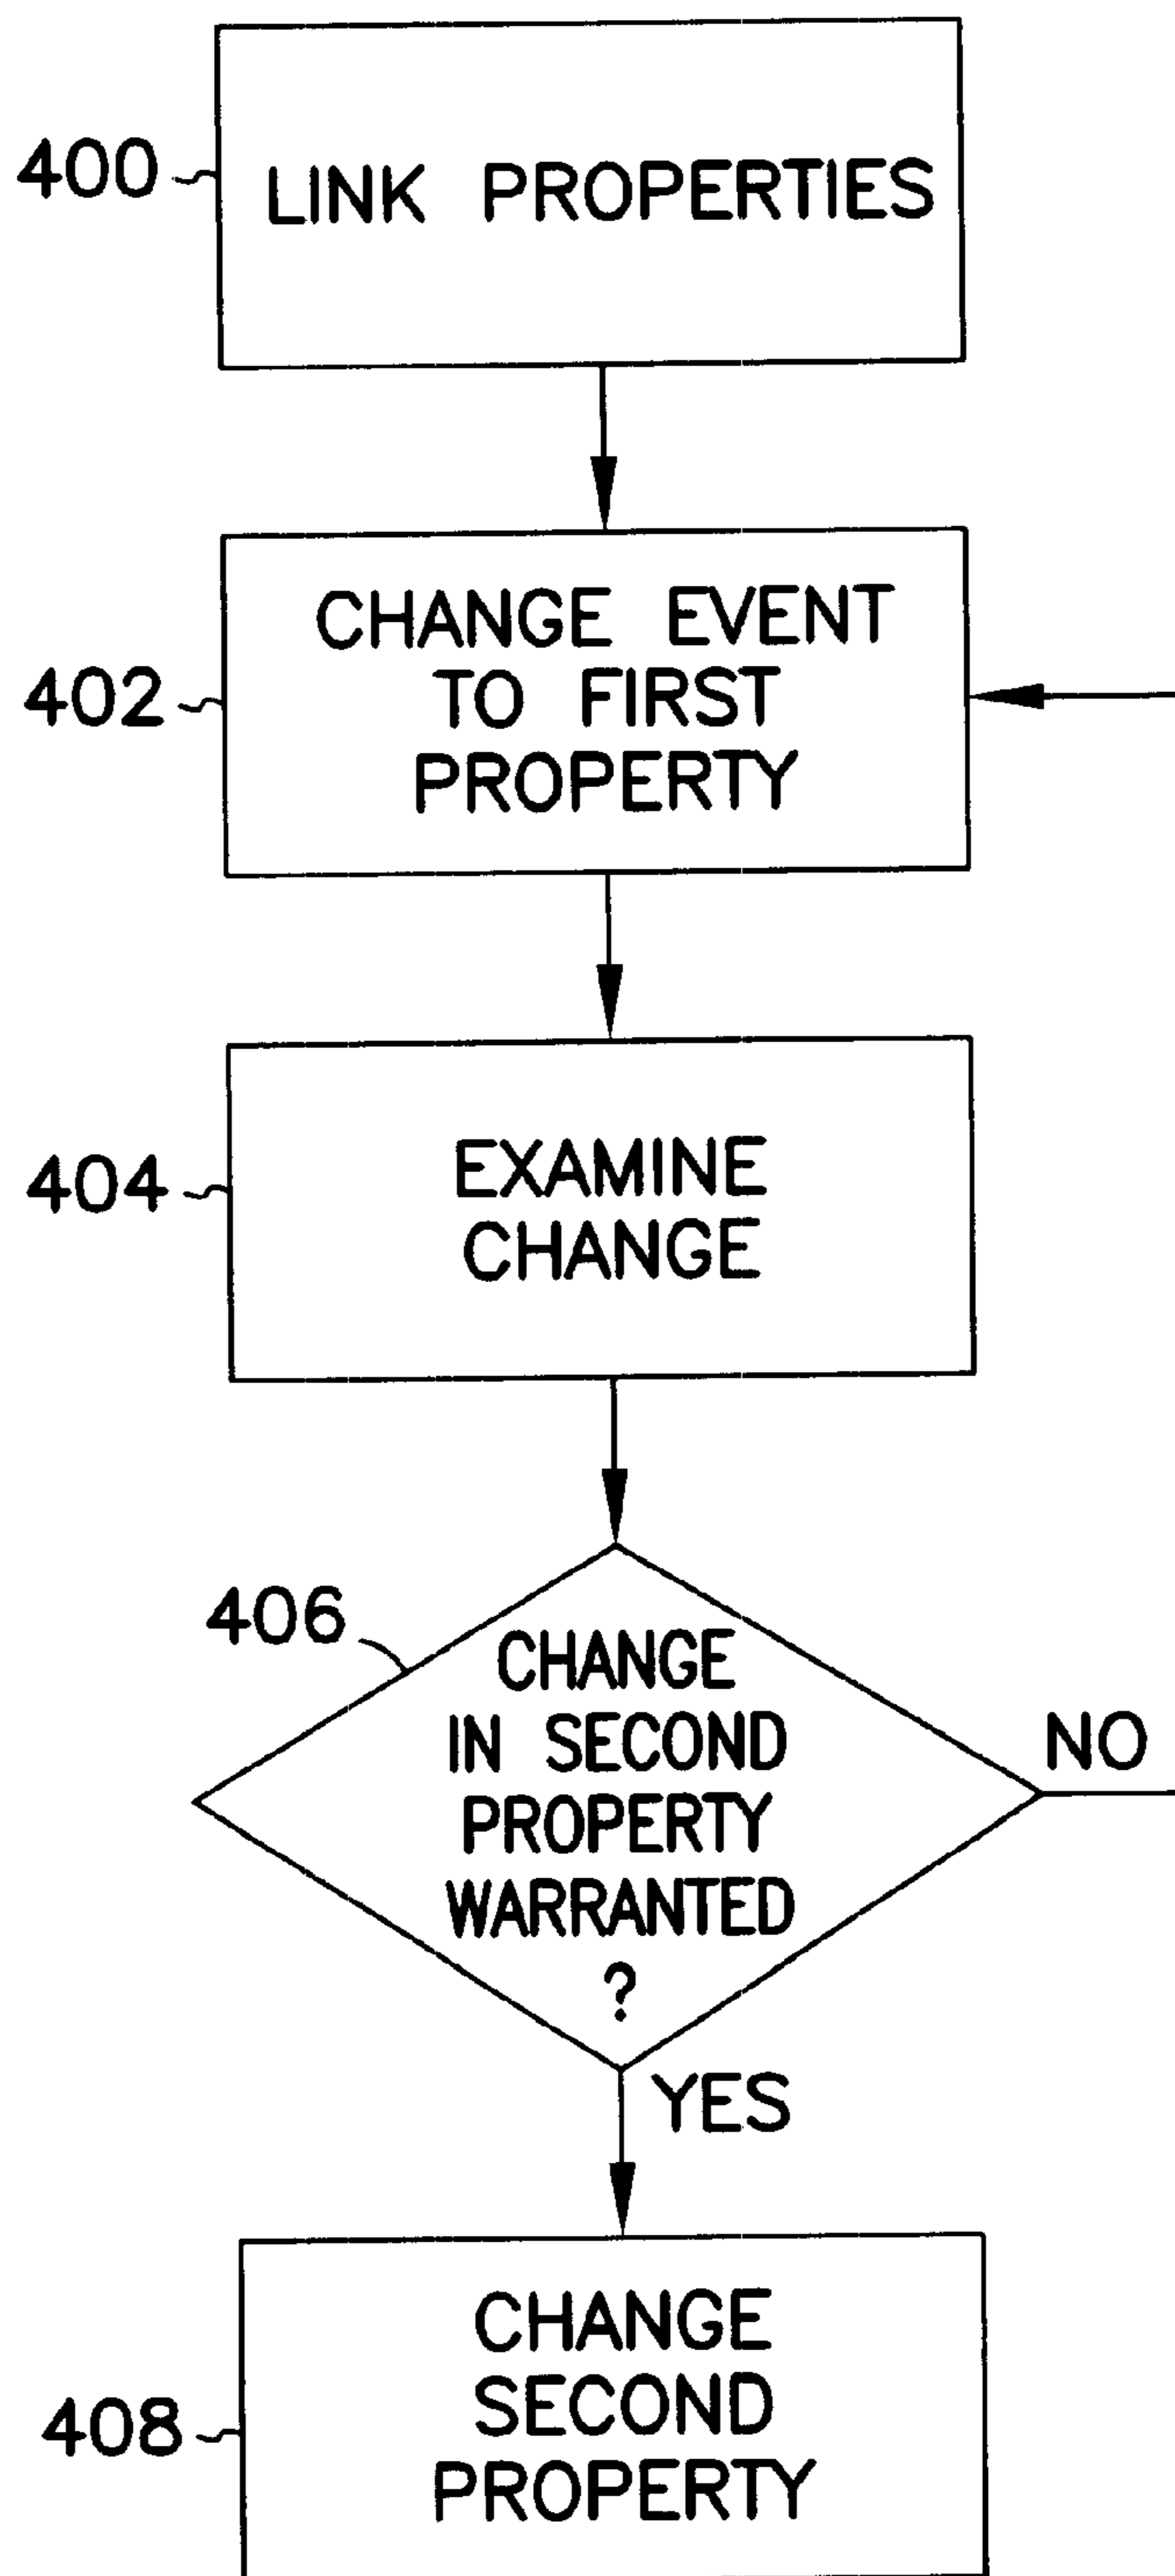 400
LINK PROPERTIES
402
CHANGE EVENT
TO FIRST
PROPERTY
404
EXAMINE
CHANGE
406
CHANGE
IN SECOND
PROPERTY
WARRANTED
?
NO
YES
408
CHANGE
SECOND
PROPERTY